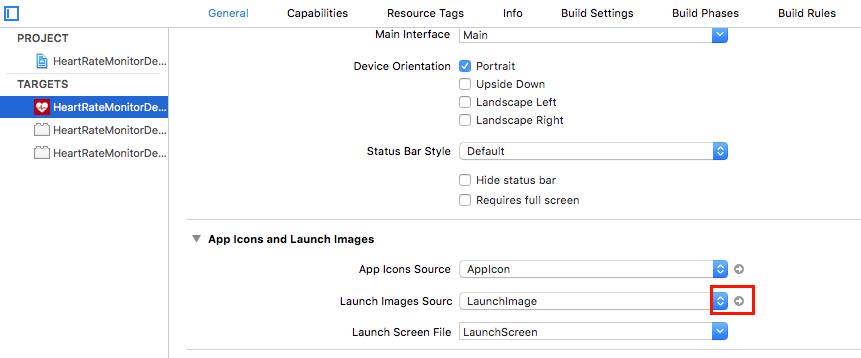 General Capabilities Resource Tags Info Build Settings Build Phases Build Rules
PROJECT
HeartRateMonitorDe...
TARGETS
HeartRateMonitorDe...
HeartRateMonitorDe...
HeartRateMonitorDe...
Main Interface Main
Device Orientation Portrait
Upside Down
Landscape Left
Landscape Right
Status Bar Style Default
Hide status bar
Requires full screen
App Icons and Launch Images
App Icons Source AppIcon
Launch Images Sourc LaunchImage
Launch Screen File LaunchScreen